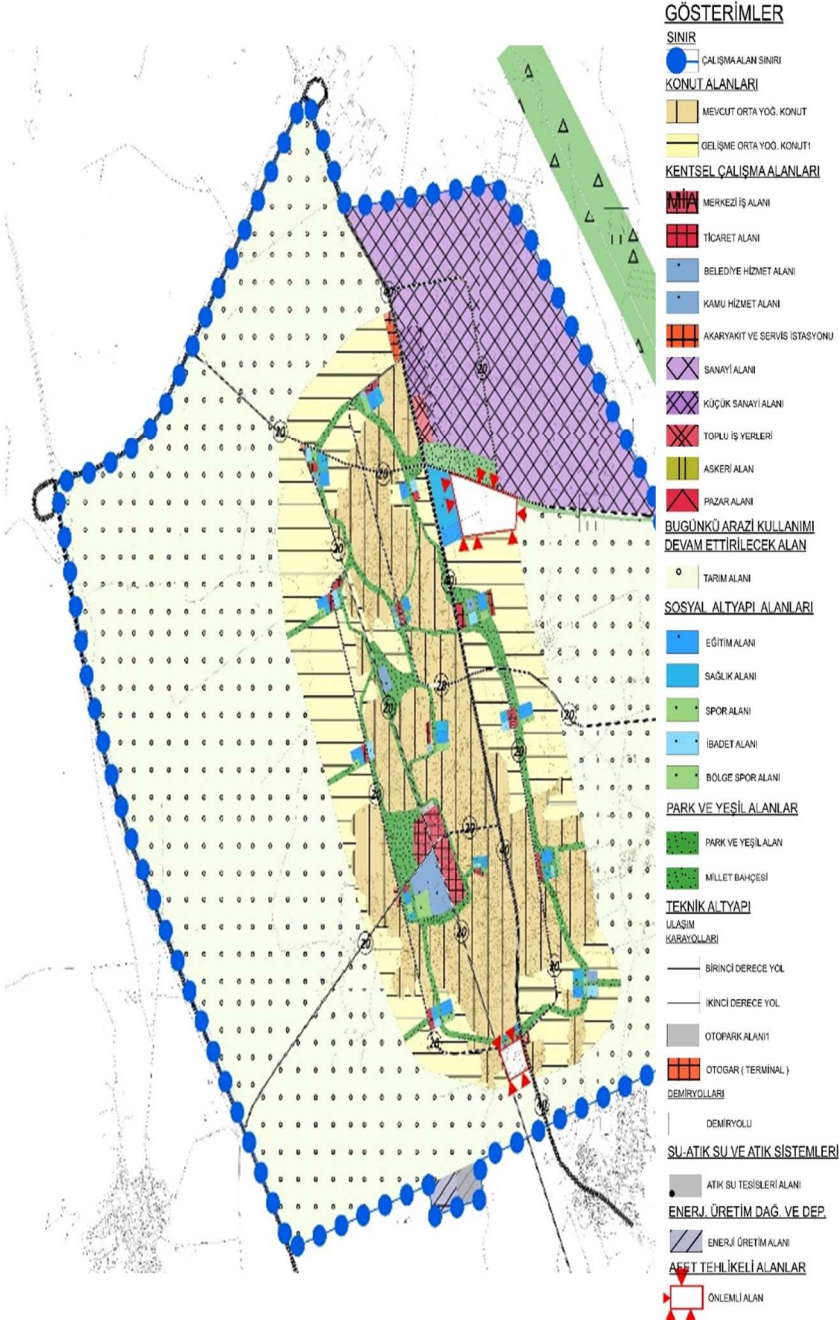 GÖSTERİMLER
SINIR
ÇALIŞMA ALAN SINIRI
KONUT ALANLARI
MEVCUT ORTA YOĞ. KONUT
GELİŞME ORTA YOĞ. KONUT1
KENTSEL ÇALIŞMA ALANLARI
MİA MERKEZİ İŞ ALANI
TİCARET ALANI
BELEDİYE HİZMET ALANI
KAMU HİZMET ALANI
AKARYAKIT VE SERVİS İSTASYONU
SANAYİ ALANI
KÜÇÜK SANAYİ ALANI
TOPLU İŞ YERLERİ
ASKERİ ALAN
PAZAR ALANI
BUGÜNKÜ ARAZİ KULLANIMI
DEVAM ETTİRİLECEK ALAN
TARIM ALANI
SOSYAL ALTYAPI ALANLARI
EĞİTİM ALANI
SAĞLIK ALANI
SPOR ALANI
İBADET ALANI
BÖLGE SPOR ALANI
PARK VE YEŞİL ALANLAR
PARK VE YEŞİL ALAN
MİLLET BAHÇESİ
TEKNİK ALTYAPI
ULAŞIM
KARAYOLLARI
BİRİNCİ DERECE YOL
İKİNCİ DERECE YOL
OTOPARK ALANI1
OTOGAR ( TERMİNAL )
DEMİRYOLLARI
DEMİRYOLU
SU-ATIK SU VE ATIK SİSTEMLERİ
ATIK SU TESİSLERİ ALANI
ENERJ. ÜRETİM DAĞ. VE DEP.
ENERJİ ÜRETİM ALANI
AFET TEHLİKELİ ALANLAR
ÖNLEMLİ ALAN
20
20
20
20
20
20
20
20
20
20
20
40
20
20
20
20